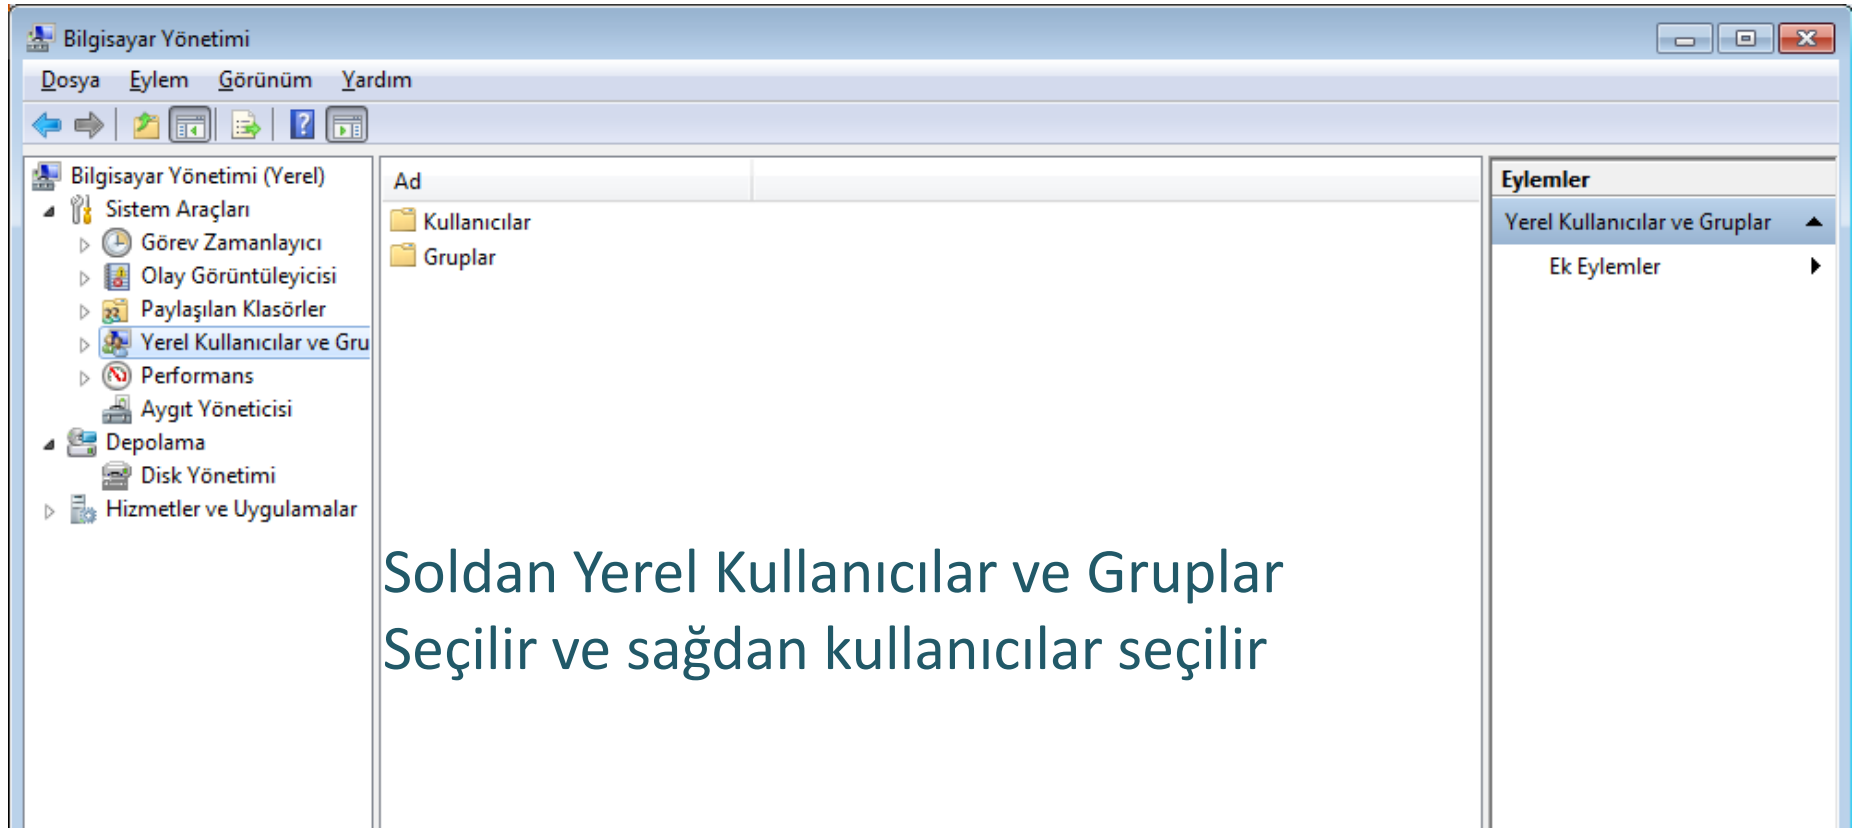 Bilgisayar Yönetimi
Dosya Eylem Görünüm Yardım
Bilgisayar Yönetimi (Yerel)
Sistem Araçları
Görev Zamanlayıcı
Olay Görüntüleyicisi
Paylaşılan Klasörler
Yerel Kullanıcılar ve Gru
Performans
Aygıt Yöneticisi
Depolama
Disk Yönetimi
Hizmetler ve Uygulamalar
Ad
Kullanıcılar
Gruplar
Soldan Yerel Kullanıcılar ve Gruplar
Seçilir ve sağdan kullanıcılar seçilir
Eylemler
Yerel Kullanıcılar ve Gruplar
Ek Eylemler